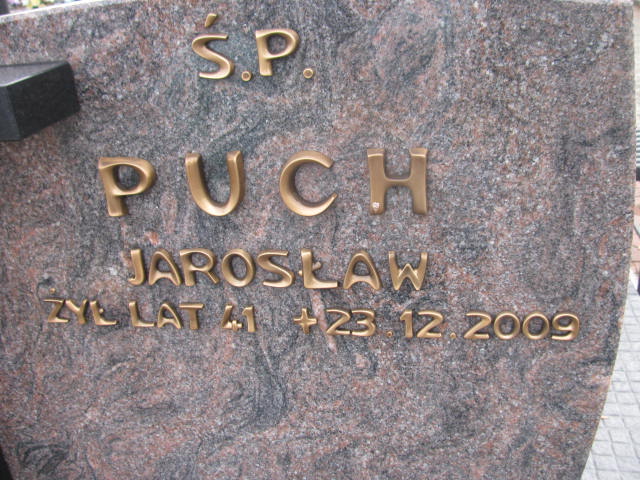 Ś.P.
PUCH
JAROSŁAW
ŻYŁ LAT 41 +23.12.2009